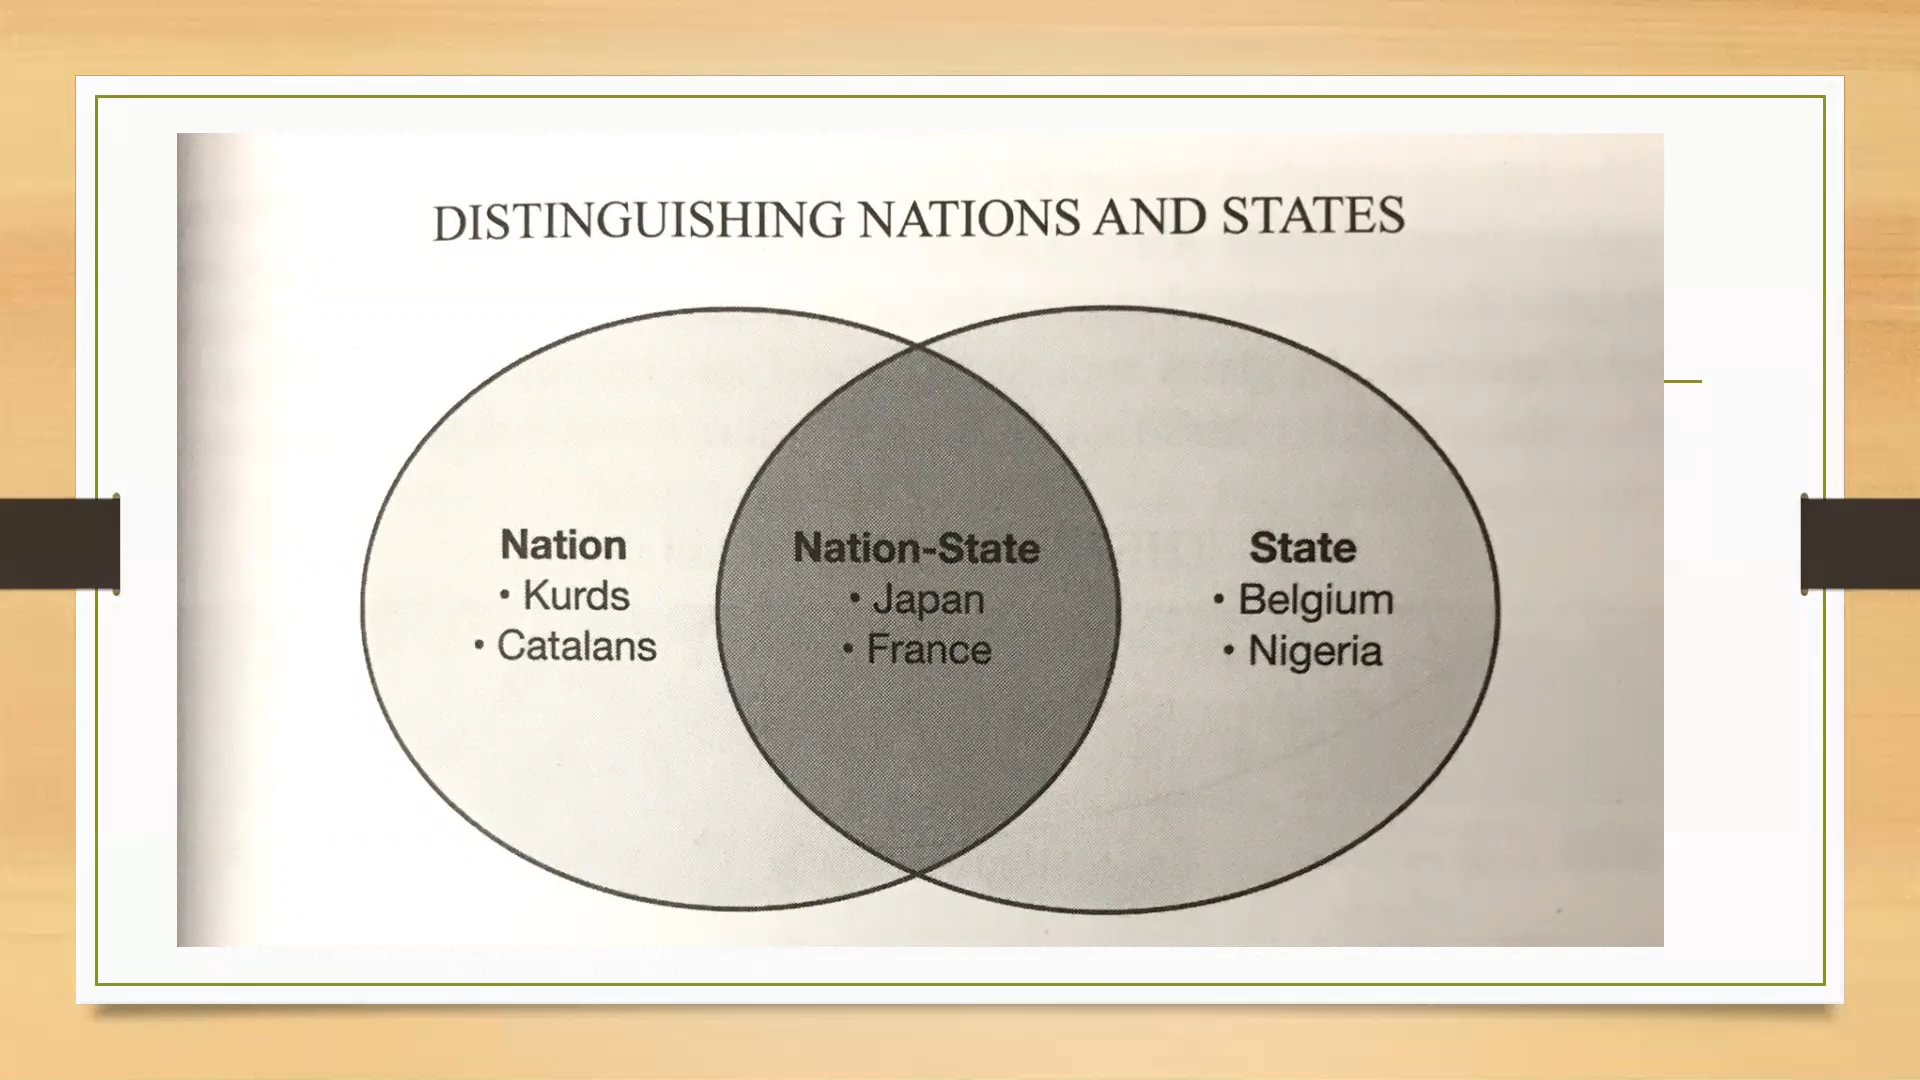 DISTINGUISHING NATIONS AND STATES
Nation
• Kurds
• Catalans
Nation-State
• Japan
• France
State
• Belgium
• Nigeria